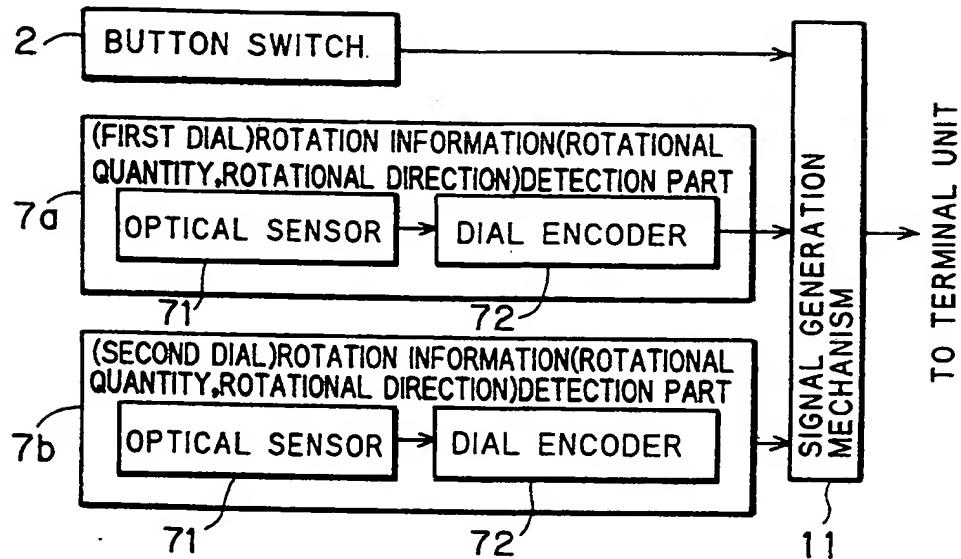 2
BUTTON SWITCH.
(FIRST DIAL)ROTATION INFORMATION(ROTATIONAL
QUANTITY,ROTATIONAL DIRECTION)DETECTION PART
7a
OPTICAL SENSOR
DIAL ENCODER
71
72
(SECOND DIAL)ROTATION INFORMATION(ROTATIONAL
QUANTITY,ROTATIONAL DIRECTION)DETECTION PART
7b
OPTICAL SENSOR
DIAL ENCODER
71
72
SIGNAL GENERATION
MECHANISM
11
TO TERMINAL UNIT